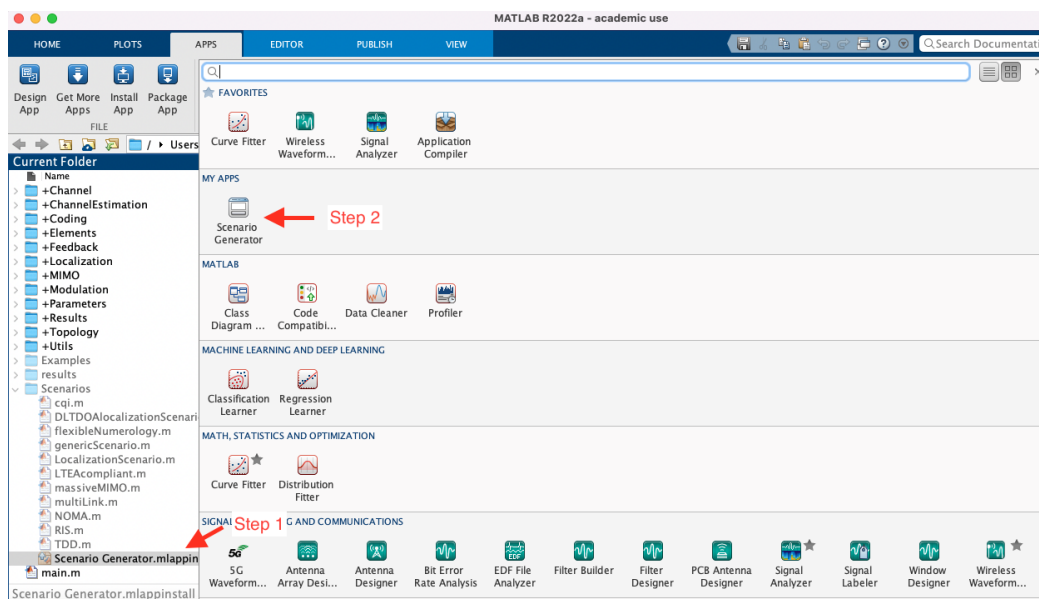 MATLAB R2022a - academic use
HOME PLOTS APPS EDITOR PUBLISH VIEW
Search Documentati
Design App
Get More Apps
Install App
Package App
FILE
/ Users
Current Folder
Name
+Channel
+ChannelEstimation
+Coding
+Elements
+Feedback
+Localization
+MIMO
+Modulation
+Parameters
+Results
+Topology
+Utils
Examples
results
Scenarios
cqi.m
DLTDOAlocalizationScenari
flexibleNumerology.m
genericScenario.m
LocalizationScenario.m
LTEAcompliant.m
massiveMIMO.m
multiLink.m
NOMA.m
RIS.m
TDD.m
Scenario Generator.mlappin
main.m
Scenario Generator.mlappinstall
Step 1
FAVORITES
Curve Fitter
Wireless Waveform...
Signal Analyzer
Application Compiler
MY APPS
Scenario Generator
Step 2
MATLAB
Class Diagram ...
Code Compatibi...
Data Cleaner
Profiler
MACHINE LEARNING AND DEEP LEARNING
Classification Learner
Regression Learner
MATH, STATISTICS AND OPTIMIZATION
Curve Fitter
Distribution Fitter
SIGNAL G AND COMMUNICATIONS
5G
5G Waveform...
Antenna Array Desi...
Antenna Designer
Bit Error Rate Analysis
EDF
EDF File Analyzer
Filter Builder
Filter Designer
PCB Antenna Designer
Signal Analyzer
Signal Labeler
Window Designer
Wireless Waveform...